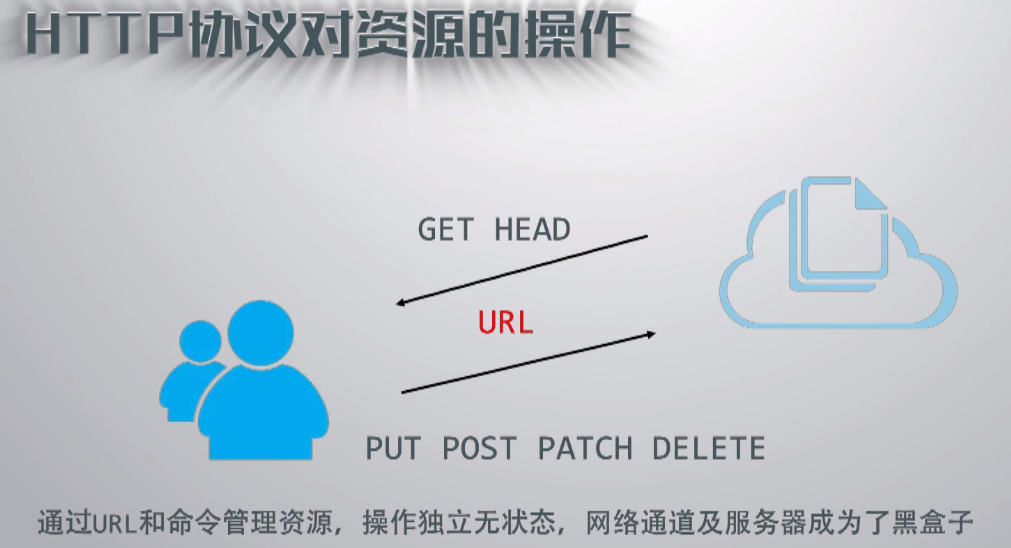 HTTP协议对资源的操作
GET HEAD
URL
PUT POST PATCH DELETE
通过URL和命令管理资源，操作独立无状态，网络通道及服务器成为了黑盒子